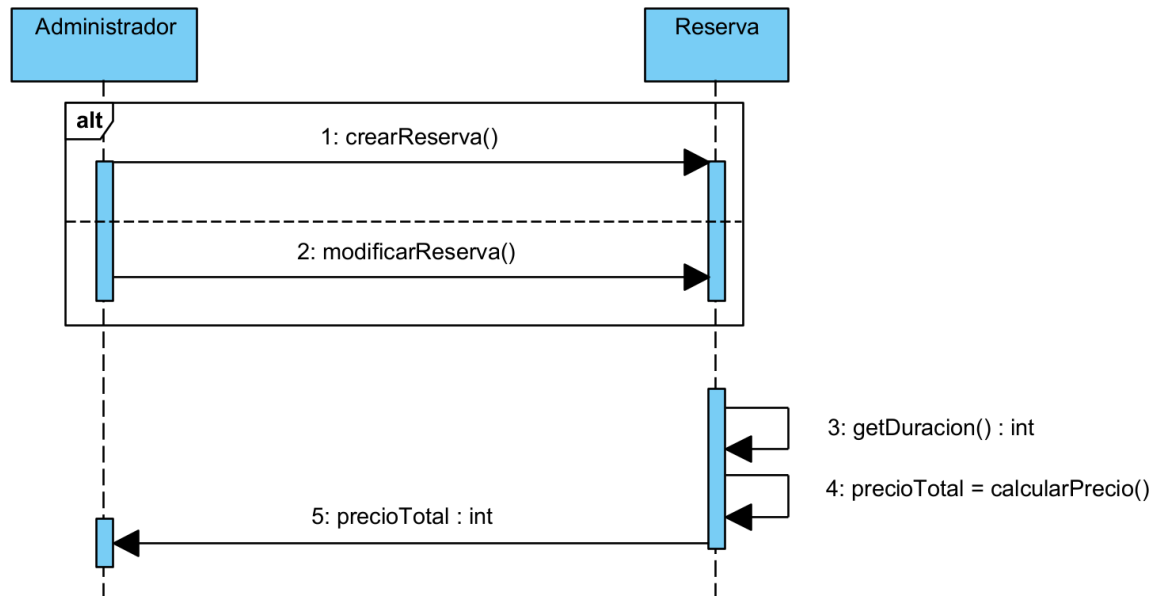 Administrador
Reserva
alt
1: crearReserva()
2: modificarReserva()
3: getDuracion() : int
4: precioTotal = calcularPrecio()
5: precioTotal : int